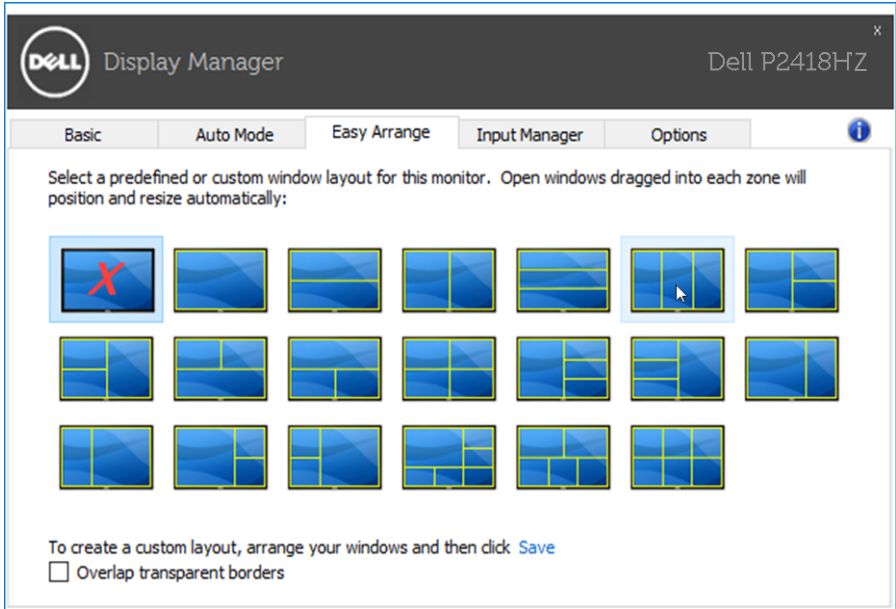 x
DELL Display Manager Dell P2418HZ
Basic Auto Mode Easy Arrange Input Manager Options i
Select a predefined or custom window layout for this monitor. Open windows dragged into each zone will
position and resize automatically:
X
To create a custom layout, arrange your windows and then click Save
Overlap transparent borders